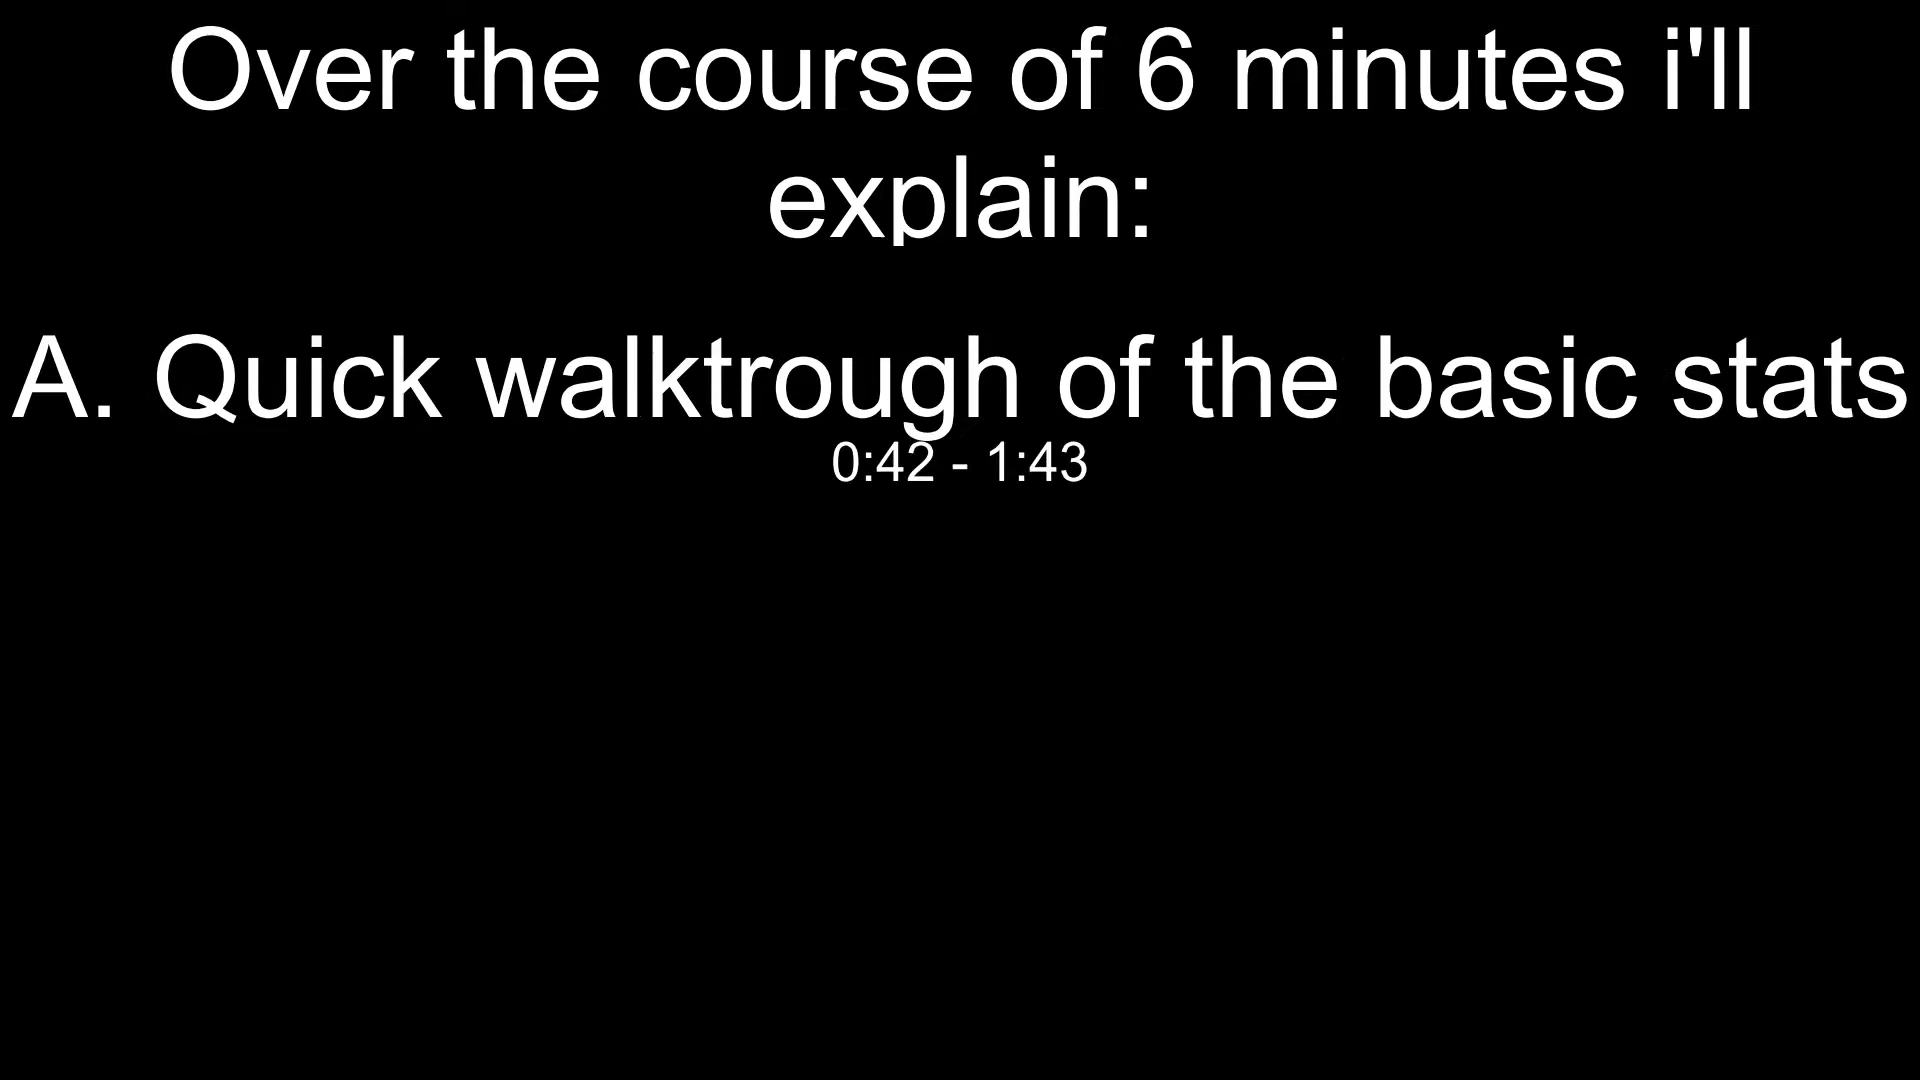 Over the course of 6 minutes i'll
explain:
A. Quick walktrough of the basic stats
0:42 - 1:43